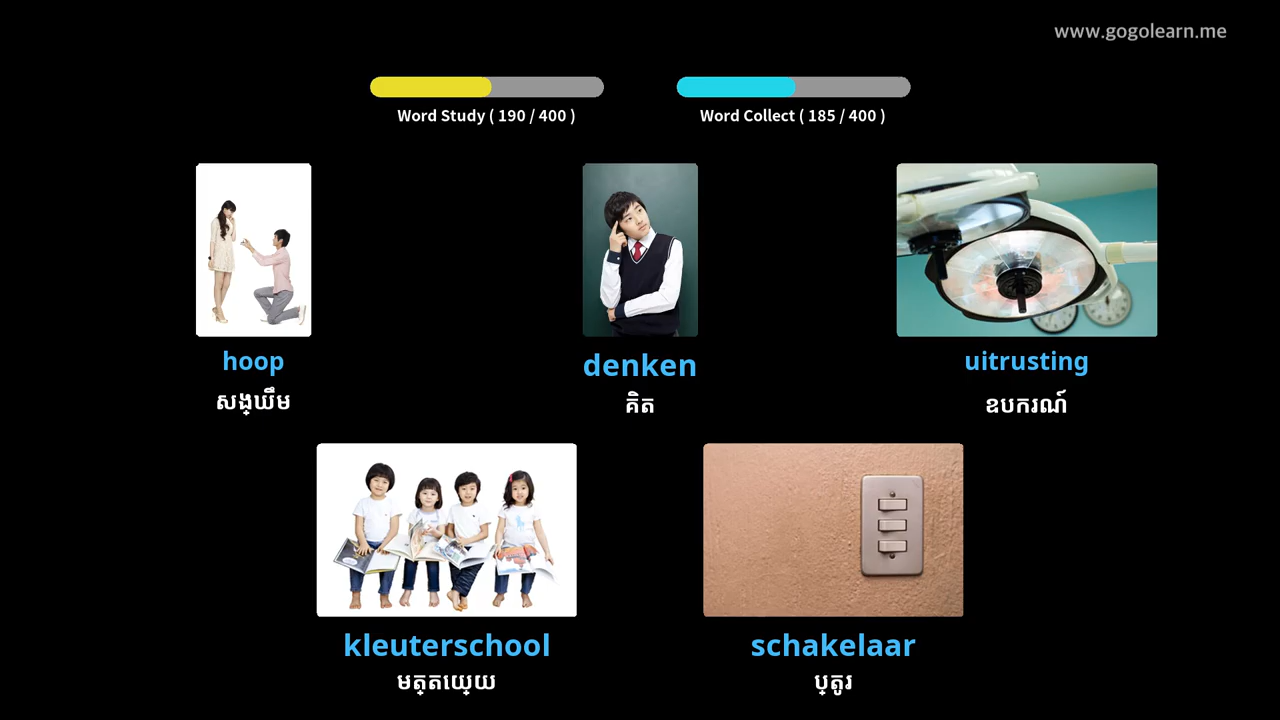 www.gogolearn.me
Word Study ( 190 / 400 )
Word Collect ( 185 / 400 )
hoop
សង្ឃឹម
denken
គិត
uitrusting
ឧបករណ៍
kleuterschool
មត្តយ្យេ
schakelaar
ប្តូរ